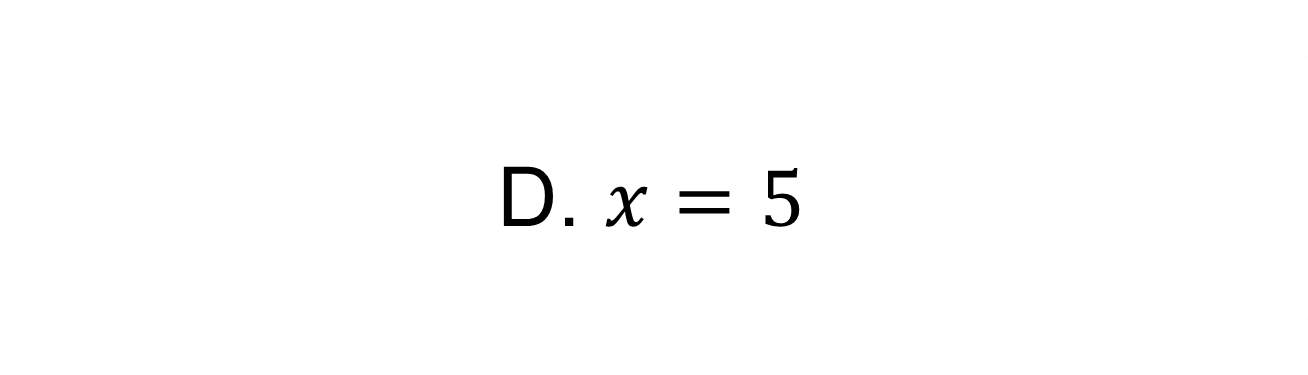 D. x = 5